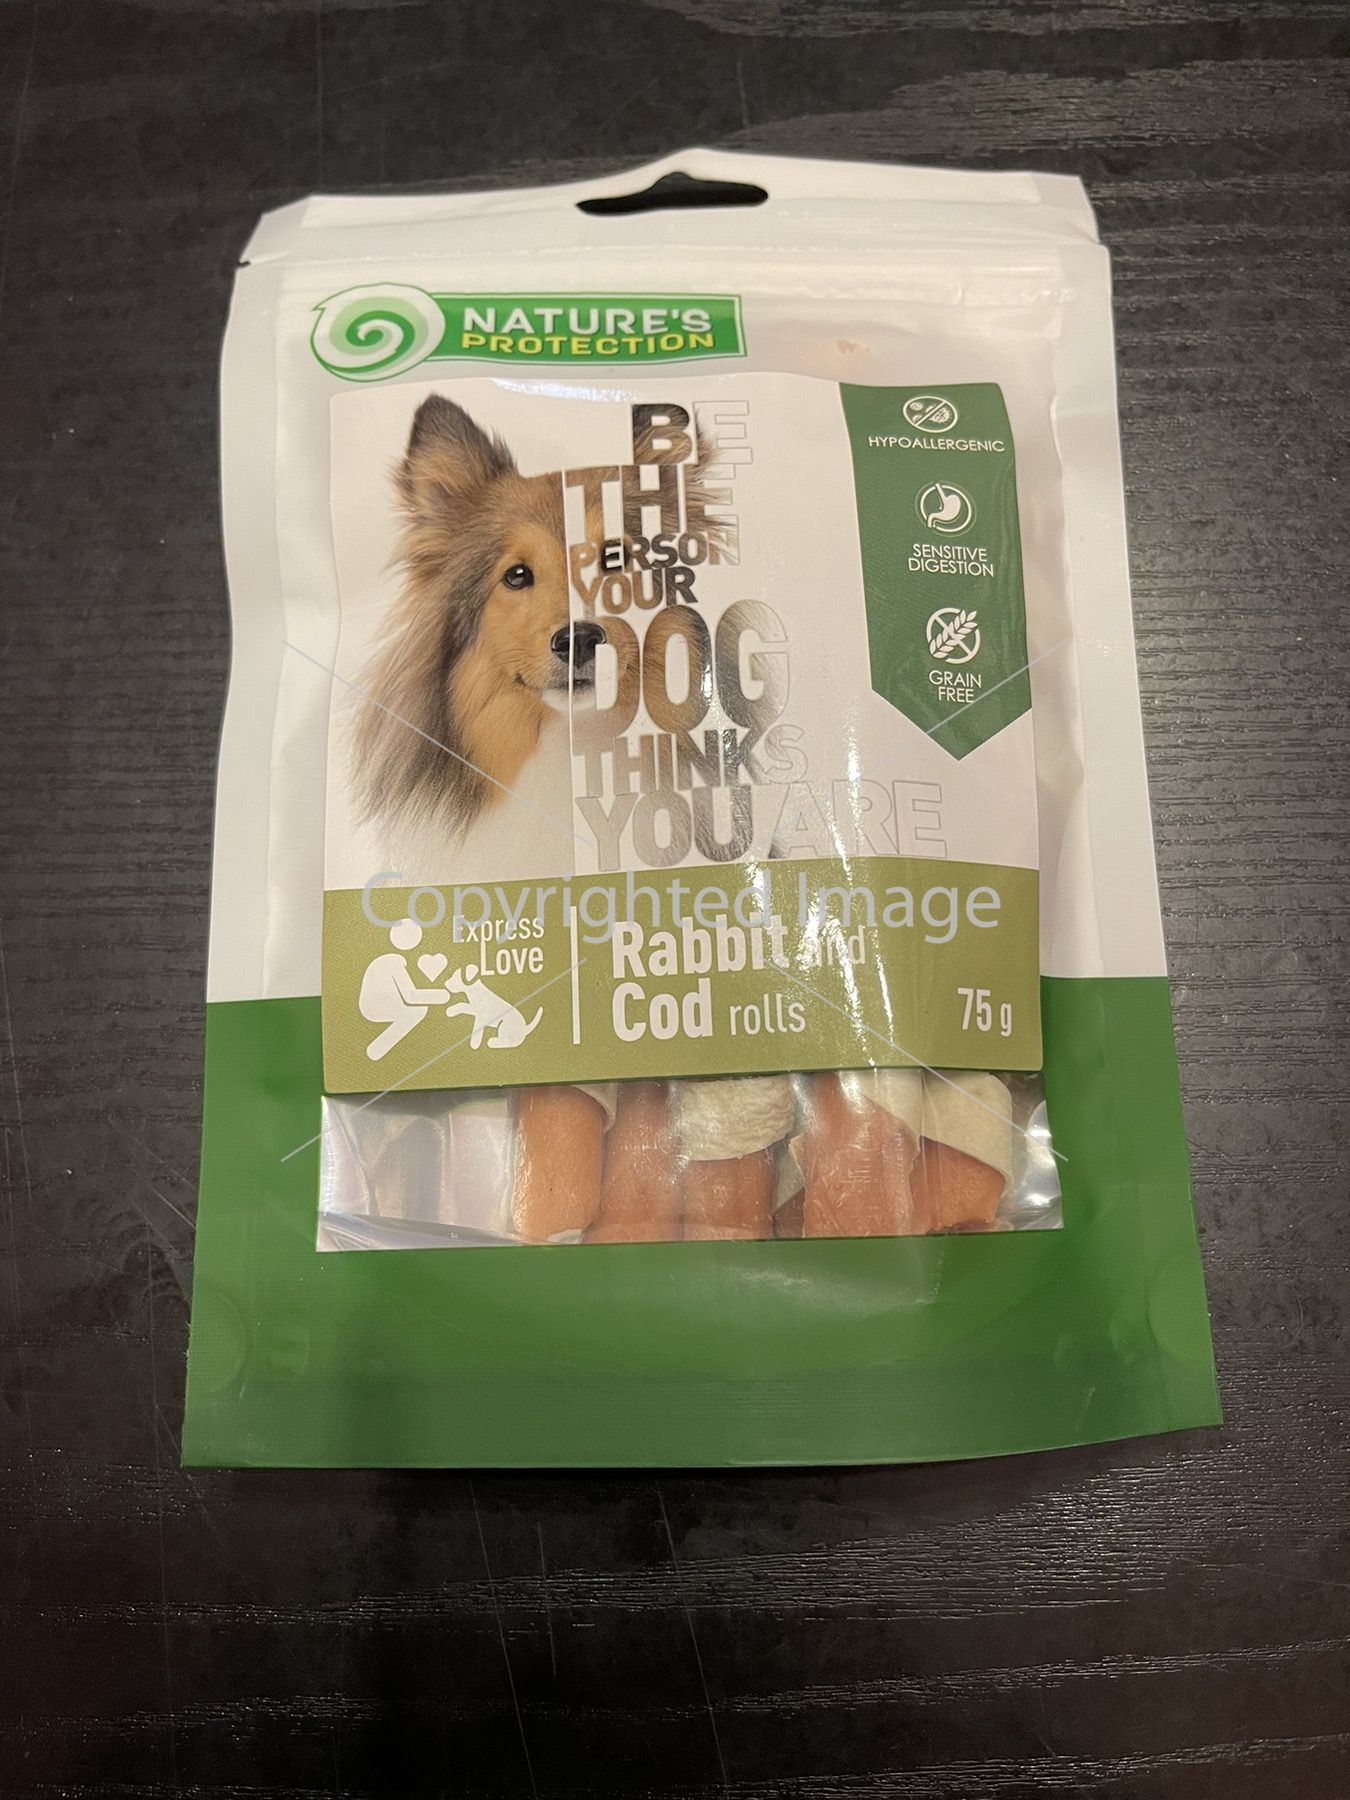 NATURE'S
PROTECTION
BE
THE
PERSON
YOUR
DOG
THINKS
YOU ARE
HYPOALLERGENIC
SENSITIVE
DIGESTION
GRAIN
FREE
Copyrighted Image
Express
Love
Rabbit and
Cod rolls
75 g